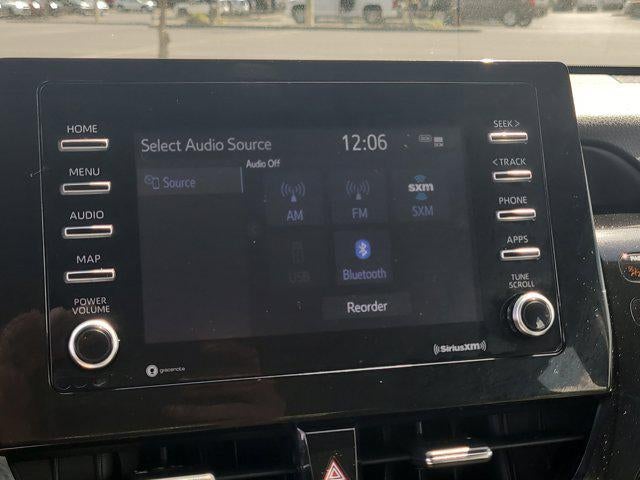 HOME
MENU
AUDIO
MAP
POWER
VOLUME
Select Audio Source
12:06
DCM
Audio Off
Source
AM
FM
sxm
SXM
USB
Bluetooth
Reorder
gracenote
SiriusXM
SEEK >
< TRACK
PHONE
APPS
TUNE
SCROLL